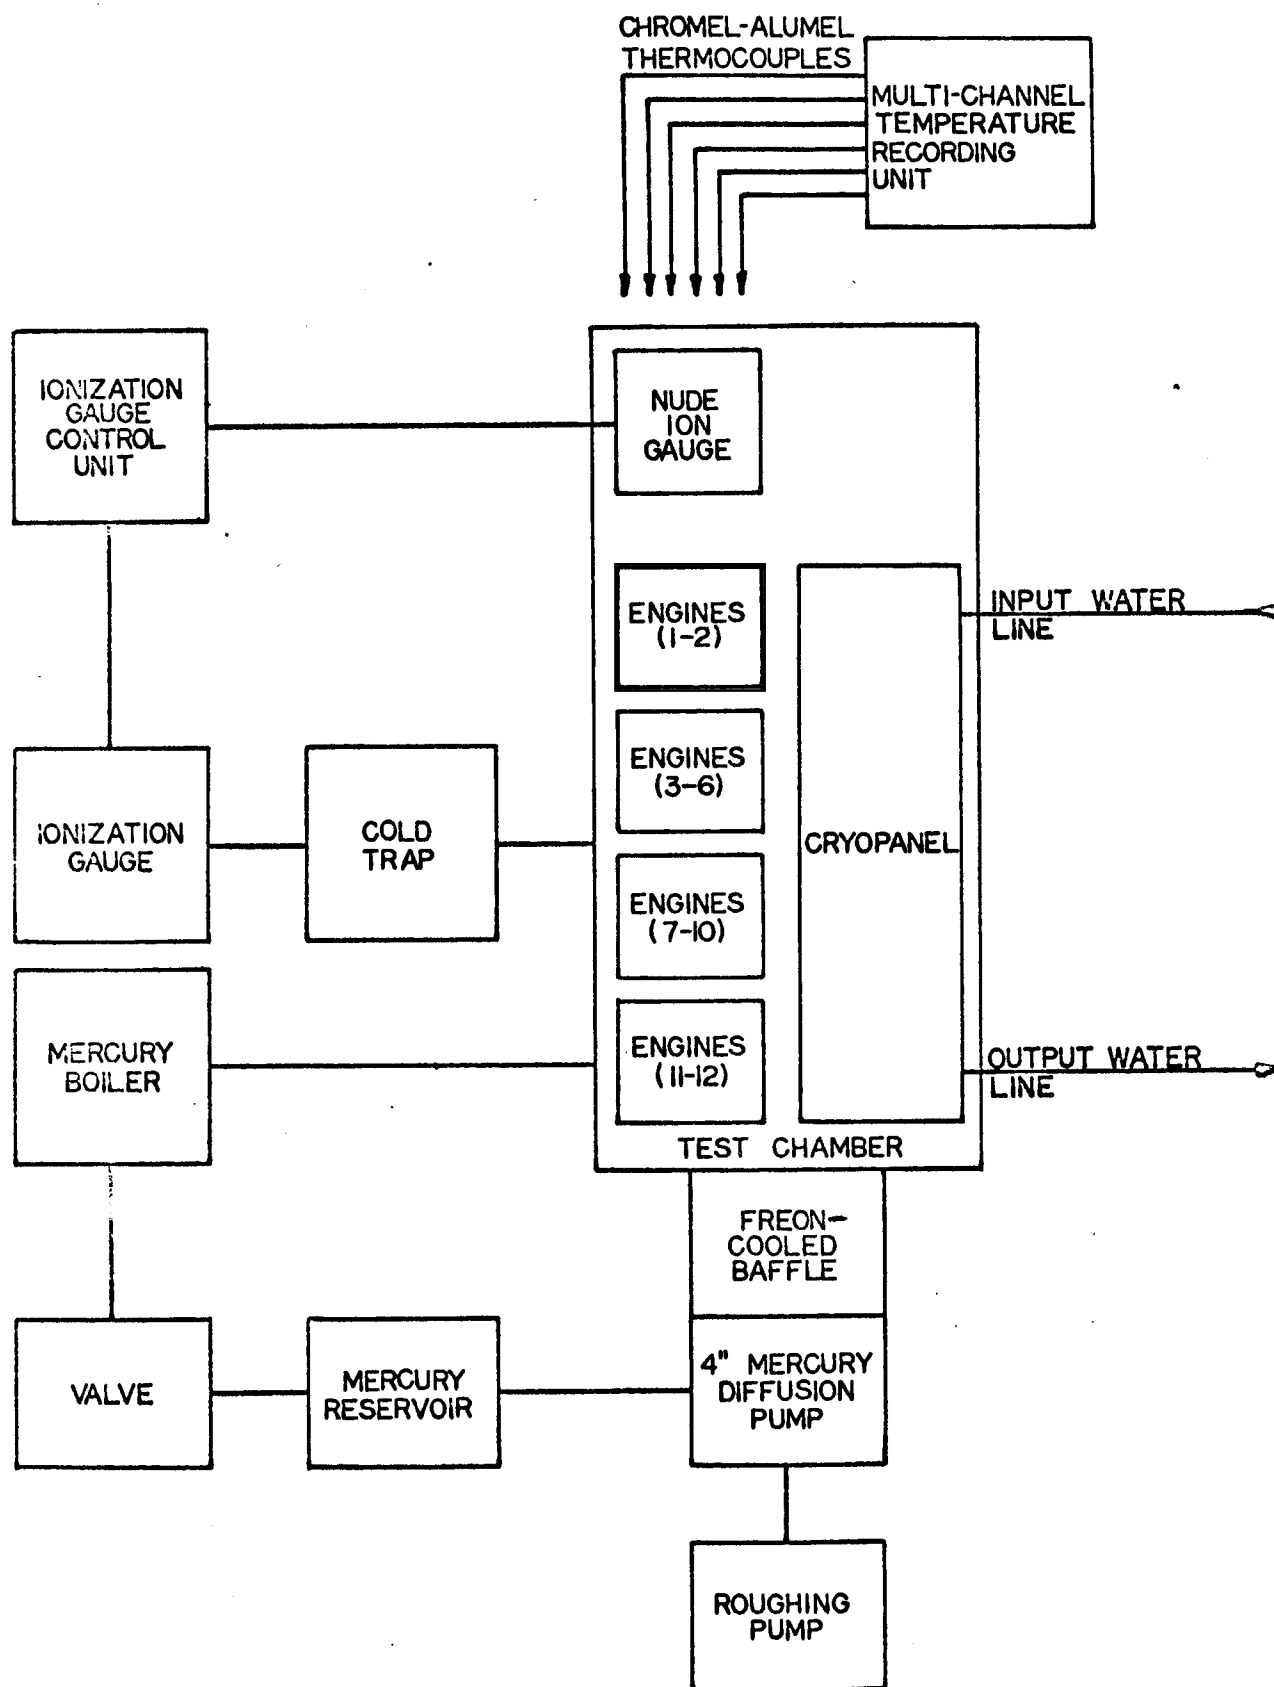 CHROMEL-ALUMEL
THERMOCOUPLES
MULTI-CHANNEL
TEMPERATURE
RECORDING
UNIT
IONIZATION
GAUGE
CONTROL
UNIT
NUDE
ION
GAUGE
ENGINES
(1-2)
INPUT WATER
LINE
ENGINES
(3-6)
IONIZATION
GAUGE
COLD
TRAP
CRYOPANEL
ENGINES
(7-10)
MERCURY
BOILER
ENGINES
(11-12)
OUTPUT WATER
LINE
TEST CHAMBER
FREON-
COOLED
BAFFLE
VALVE
MERCURY
RESERVOIR
4" MERCURY
DIFFUSION
PUMP
ROUGHING
PUMP